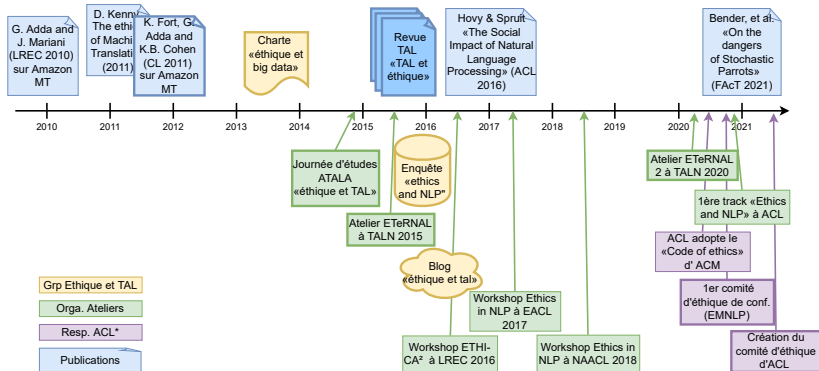 G. Adda and
J. Mariani
(LREC 2010)
sur Amazon
MT
D. Kenny
The ethi
of Machi
Translati
(2011)
K. Fort, G.
Adda and
K.B. Cohen
(CL 2011)
sur Amazon
MT
Charte
«éthique et
big data»
Revue
TAL
«TAL et
éthique»
Hovy & Spruit
«The Social
Impact of Natural
Language
Processing» (ACL
2016)
Bender, et al.
«On the
dangers
of Stochastic
Parrots»
(FAcT 2021)
2010
2011
2012
2013
2014
2015
2016
2017
2018
2019
2020
2021
Journée d'études
ATALA
«éthique et TAL»
Enquête
«ethics
and NLP"
Atelier ETeRNAL
à TALN 2015
Atelier ETeRNAL
2 à TALN 2020
1ère track «Ethics
and NLP» à ACL
ACL adopte le
«Code of ethics»
d' ACM
Blog
«éthique et tal»
1er comité
d'éthique de conf.
(EMNLP)
Workshop Ethics
in NLP à EACL
2017
Workshop ETHI-
CA² à LREC 2016
Workshop Ethics in
NLP à NAACL 2018
Création du
comité d'éthique
d'ACL
Grp Ethique et TAL
Orga. Ateliers
Resp. ACL*
Publications